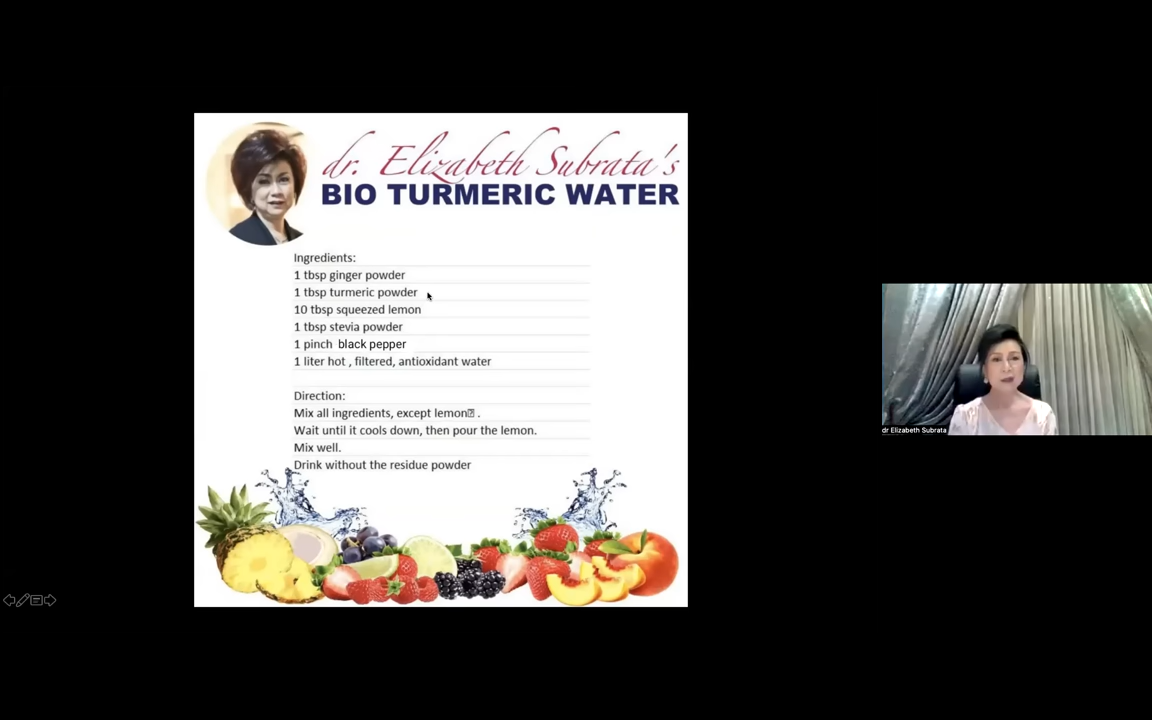 dr. Elizabeth Subrata's
BIO TURMERIC WATER
Ingredients:
1 tbsp ginger powder
1 tbsp turmeric powder
10 tbsp squeezed lemon
1 tbsp stevia powder
1 pinch black pepper
1 liter hot , filtered, antioxidant water
Direction:
Mix all ingredients, except lemon⍰ .
Wait until it cools down, then pour the lemon.
Mix well.
Drink without the residue powder
dr Elizabeth Subrata